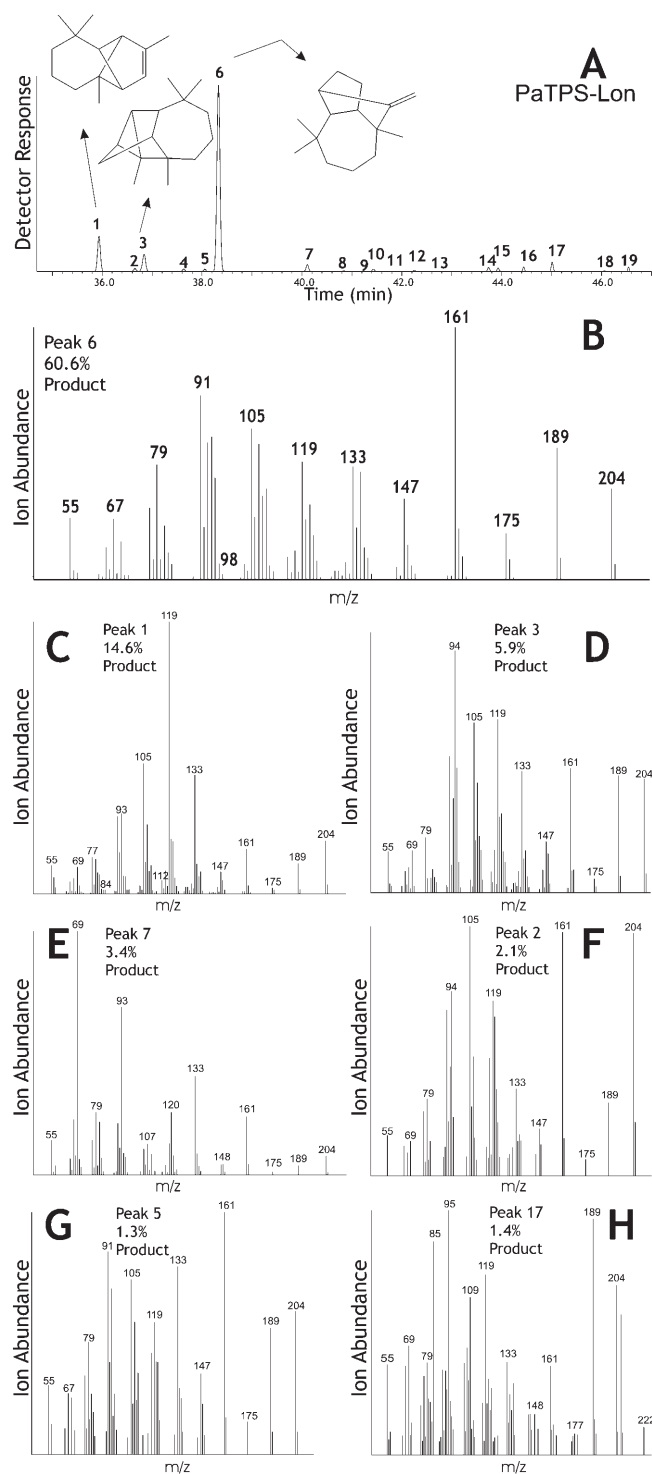 A
PaTPS-Lon
Detector Response
1
2
3
4
5
6
7
8
9
10
11
12
13
14
15
16
17
18
19
36.0 38.0 40.0 42.0 44.0 46.0
Time (min)
B
Peak 6
60.6%
Product
Ion Abundance
55
67
79
91
98
105
119
133
147
161
175
189
204
m/z
C
Peak 1
14.6%
Product
Ion Abundance
55
69
77
84
93
105
112
119
133
147
161
175
189
204
m/z
D
Peak 3
5.9%
Product
Ion Abundance
55
69
79
94
105
119
133
147
161
175
189
204
m/z
E
Peak 7
3.4%
Product
Ion Abundance
55
69
79
93
107
120
133
148
161
175
189
204
m/z
F
Peak 2
2.1%
Product
Ion Abundance
55
69
79
94
105
119
133
147
161
175
189
204
m/z
G
Peak 5
1.3%
Product
Ion Abundance
55
67
79
91
105
119
133
147
161
175
189
204
m/z
H
Peak 17
1.4%
Product
Ion Abundance
55
69
79
85
95
109
119
133
148
161
177
189
204
222
m/z